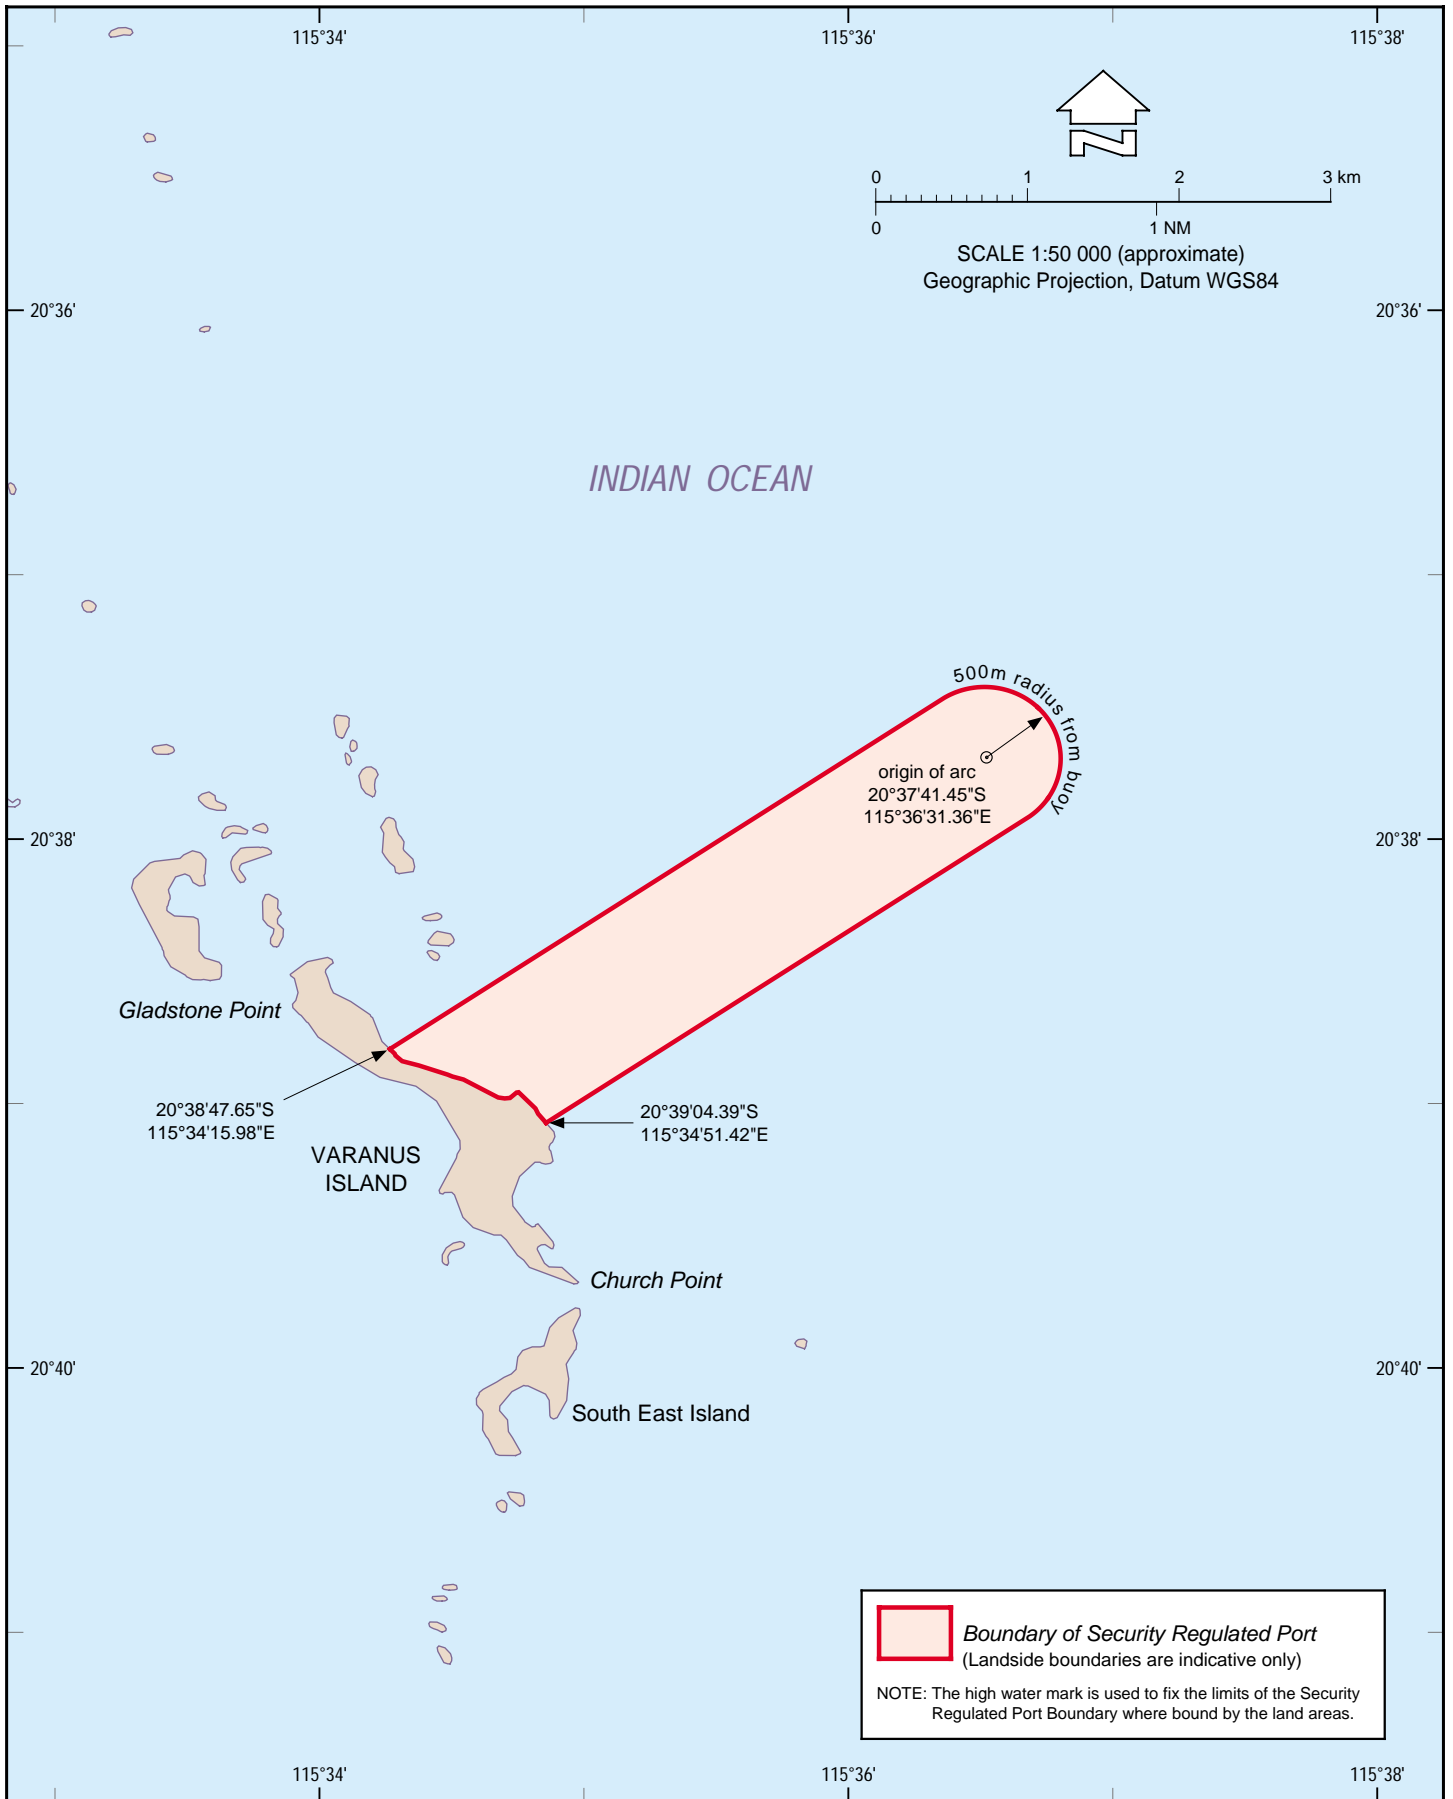 115°34'
115°36'
115°38'
0 1 2 3 km
0 1 NM
SCALE 1:50 000 (approximate)
Geographic Projection, Datum WGS84
20°36'
20°36'
INDIAN OCEAN
500m radius from buoy
origin of arc
20°37'41.45"S
115°36'31.36"E
20°38'
20°38'
Gladstone Point
20°38'47.65"S
115°34'15.98"E
20°39'04.39"S
115°34'51.42"E
VARANUS
ISLAND
Church Point
20°40'
20°40'
South East Island
Boundary of Security Regulated Port
(Landside boundaries are indicative only)
NOTE: The high water mark is used to fix the limits of the Security
Regulated Port Boundary where bound by the land areas.
115°34'
115°36'
115°38'
N